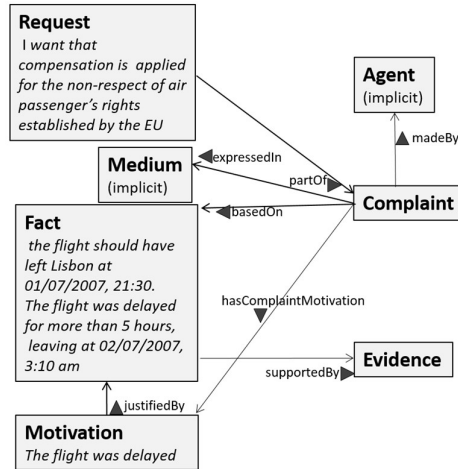 Request
I want that
compensation is applied
for the non-respect of air
passenger's rights
established by the EU
Agent
(implicit)
madeBy
expressedIn
Medium
(implicit)
partOf
Complaint
basedOn
Fact
the flight should have
left Lisbon at
01/07/2007, 21:30.
The flight was delayed
for more than 5 hours,
leaving at 02/07/2007,
3:10 am
hasComplaintMotivation
Evidence
supportedBy
justifiedBy
Motivation
The flight was delayed